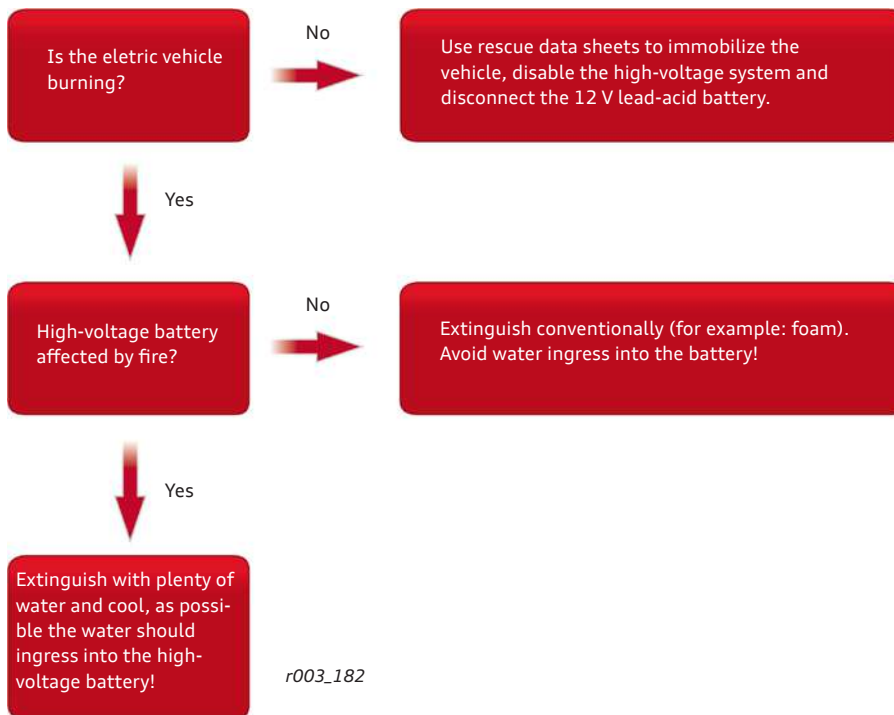 Is the eletric vehicle
burning?
No
Use rescue data sheets to immobilize the
vehicle, disable the high-voltage system and
disconnect the 12 V lead-acid battery.
Yes
High-voltage battery
affected by fire?
No
Extinguish conventionally (for example: foam).
Avoid water ingress into the battery!
Yes
Extinguish with plenty of
water and cool, as possi-
ble the water should
ingress into the high-
voltage battery!
r003_182